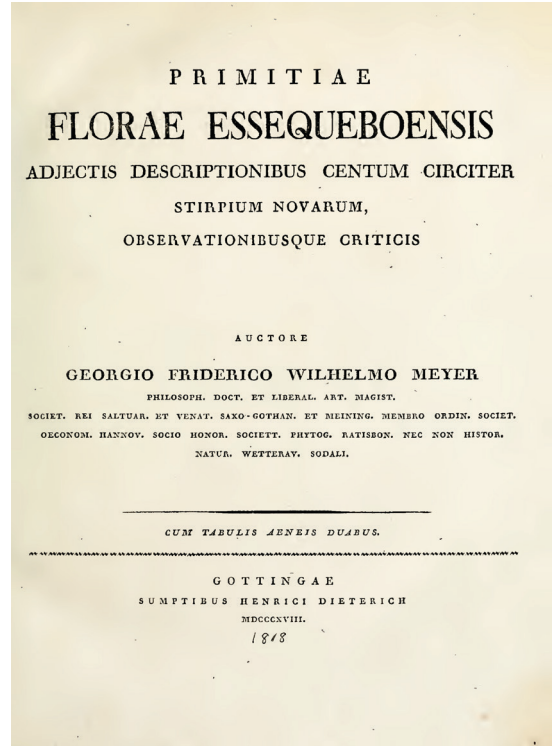 PRIMITIAE
FLORAE ESSEQUEBOENSIS
ADJECTIS DESCRIPTIONIBUS CENTUM CIRCITER
STIRPIUM NOVARUM,
OBSERVATIONIBUSQUE CRITICIS
AUCTORE
GEORGIO FRIDERICO WILHELMO MEYER
PHILOSOPH. DOCT. ET LIBERAL. ART. MAGIST.
SOCIET. REI SALTUAR. ET VENAT. SAXO-GOTHAN. ET MEINING. MEMBRO ORDIN. SOCIET.
OECONOM. HANNOV. SOCIO HONOR. SOCIETT. PHYTOG. RATISBON. NEC NON HISTOR.
NATUR. WETTERAV. SODALI.
CUM TABULIS AENEIS DUABUS.
GOTTINGAE
SUMPTIBUS HENRICI DIETERICH
MDCCCXVIII.
1818